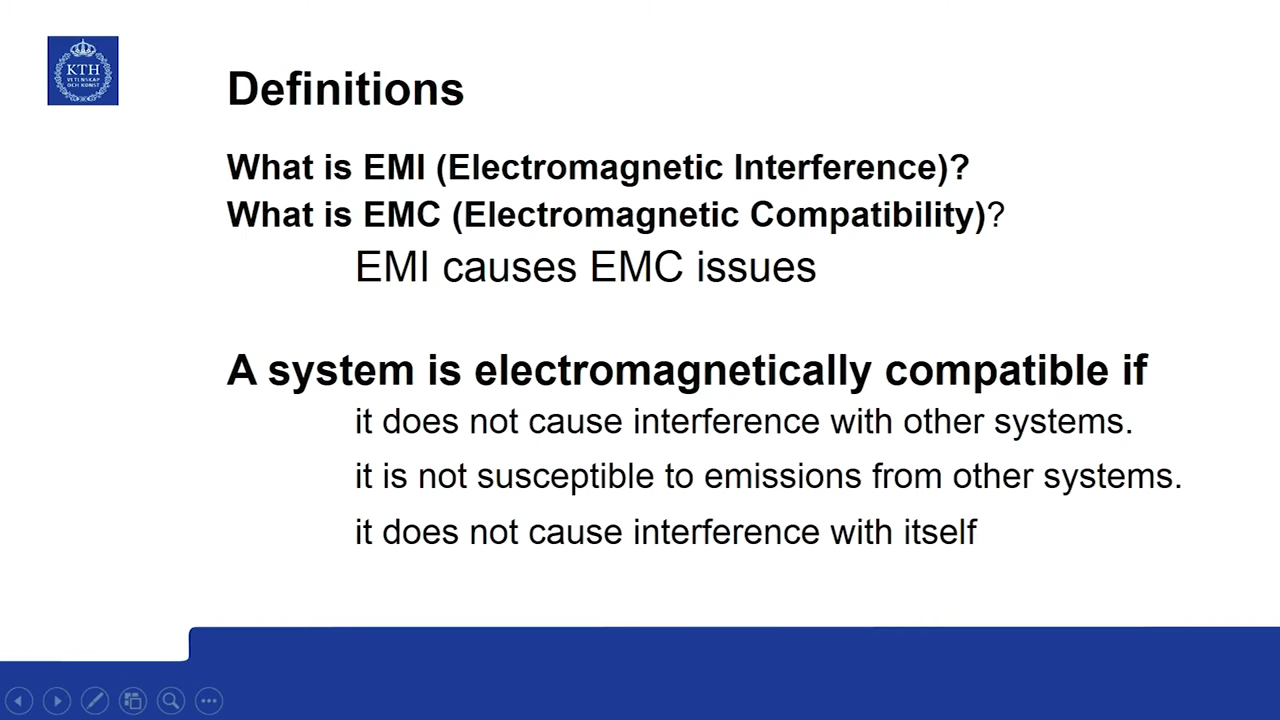 KTH
VETENSKAP
OCH KONST
Definitions
What is EMI (Electromagnetic Interference)?
What is EMC (Electromagnetic Compatibility)?
EMI causes EMC issues
A system is electromagnetically compatible if
it does not cause interference with other systems.
it is not susceptible to emissions from other systems.
it does not cause interference with itself